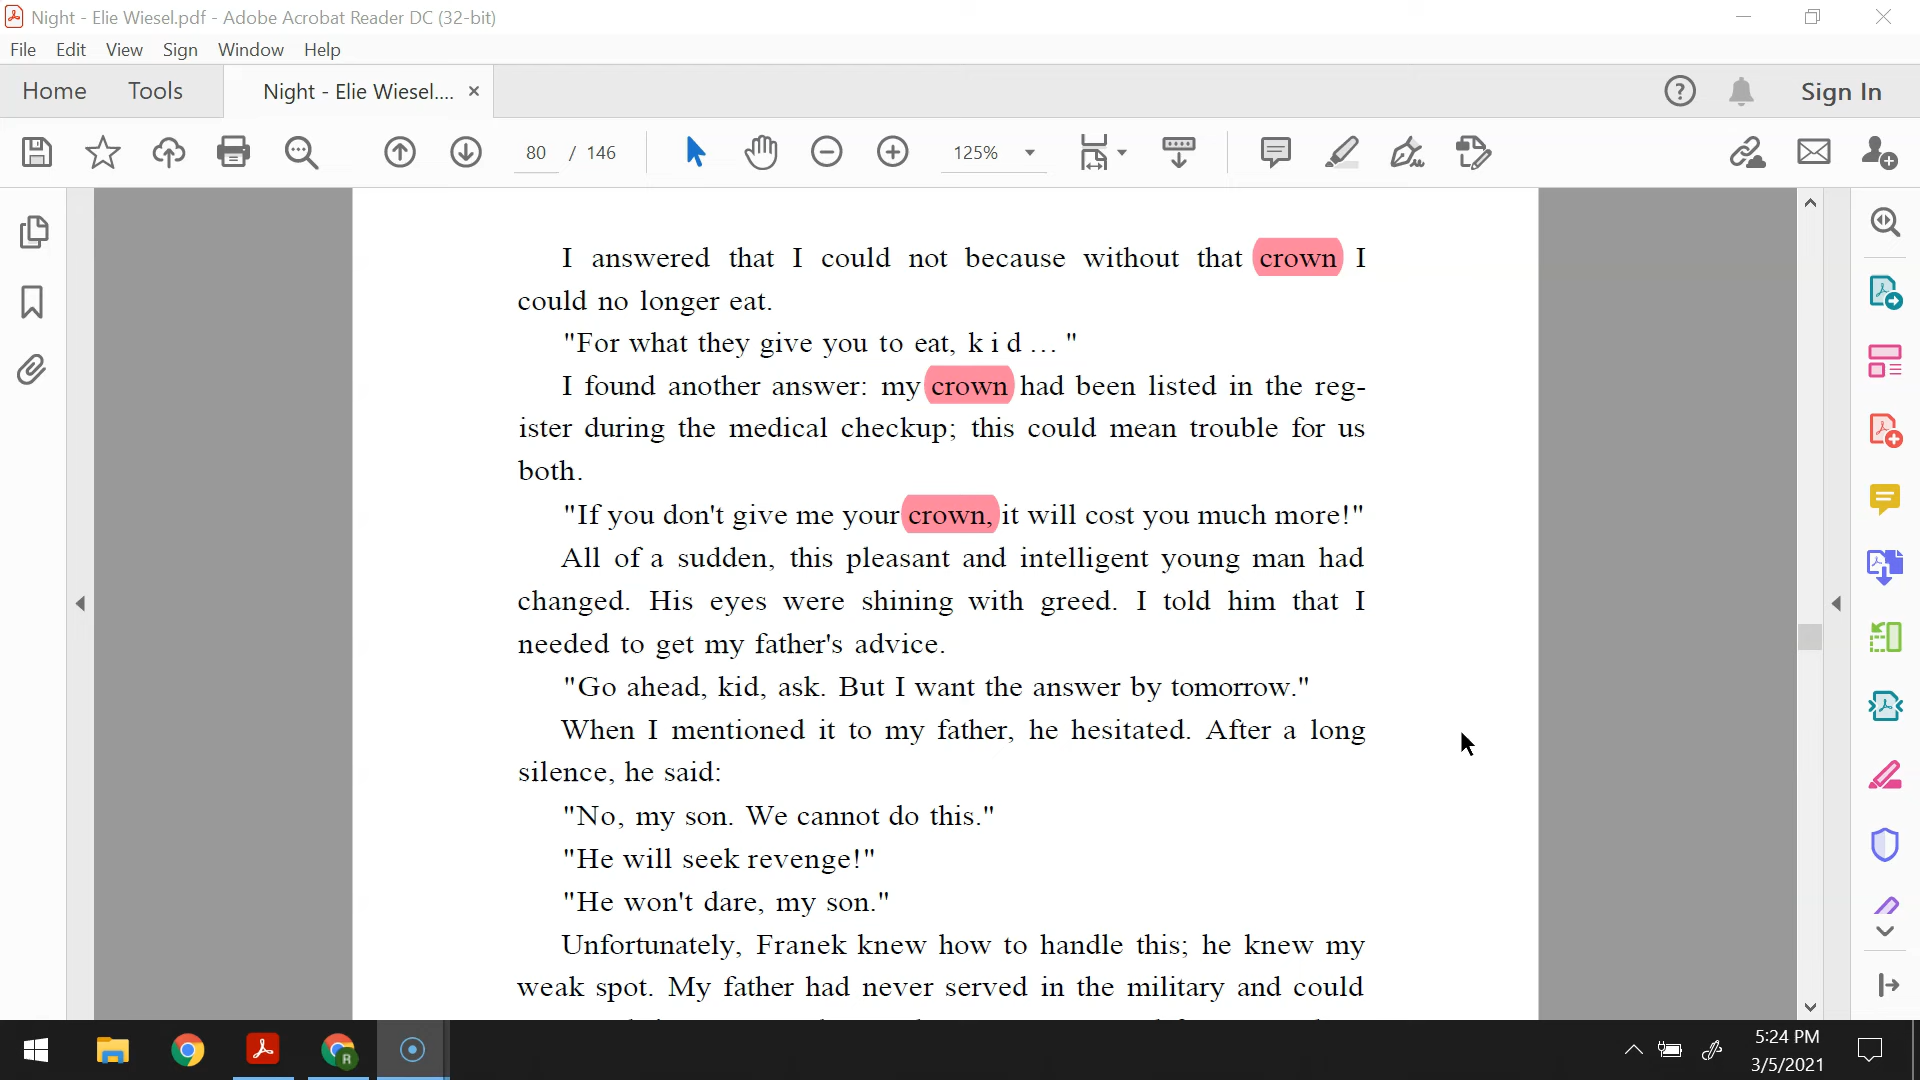 Night - Elie Wiesel.pdf - Adobe Acrobat Reader DC (32-bit)
File Edit View Sign Window Help
Home Tools Night - Elie Wiesel.... × Sign In
80 / 146 125%
I answered that I could not because without that crown I
could no longer eat.
"For what they give you to eat, k i d ... "
I found another answer: my crown had been listed in the reg-
ister during the medical checkup; this could mean trouble for us
both.
"If you don't give me your crown, it will cost you much more!"
All of a sudden, this pleasant and intelligent young man had
changed. His eyes were shining with greed. I told him that I
needed to get my father's advice.
"Go ahead, kid, ask. But I want the answer by tomorrow."
When I mentioned it to my father, he hesitated. After a long
silence, he said:
"No, my son. We cannot do this."
"He will seek revenge!"
"He won't dare, my son."
Unfortunately, Franek knew how to handle this; he knew my
weak spot. My father had never served in the military and could
R
5:24 PM
3/5/2021